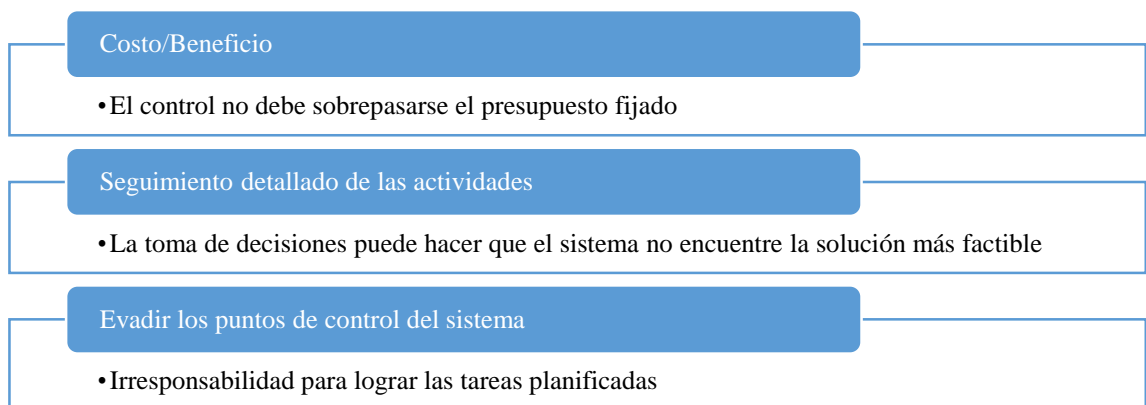 Costo/Beneficio
•El control no debe sobrepasarse el presupuesto fijado
Seguimiento detallado de las actividades
•La toma de decisiones puede hacer que el sistema no encuentre la solución más factible
Evadir los puntos de control del sistema
•Irresponsabilidad para lograr las tareas planificadas